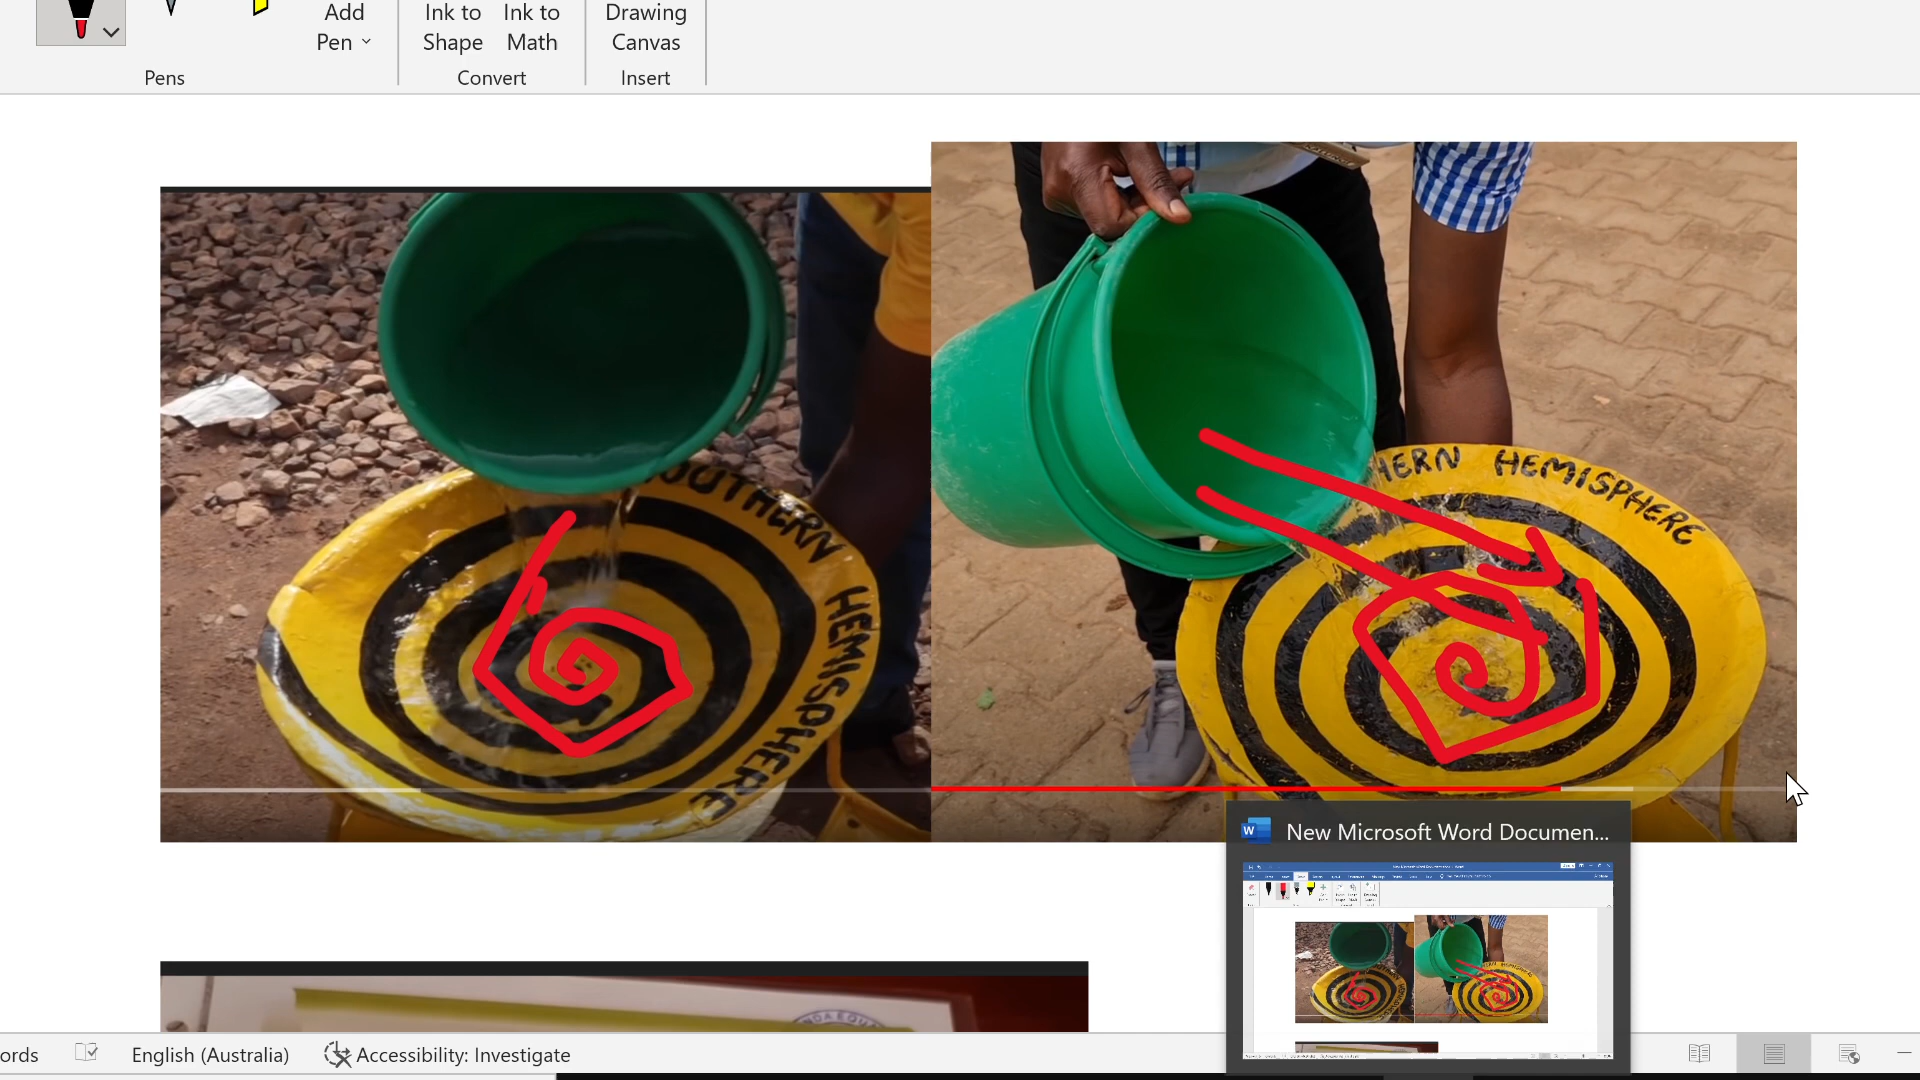 Add
Pen
Ink to
Shape
Ink to
Math
Drawing
Canvas
Pens
Convert
Insert
SOUTHERN HEMISPHERE
HERN HEMISPHERE
New Microsoft Word Documen...
ords
English (Australia)
Accessibility: Investigate